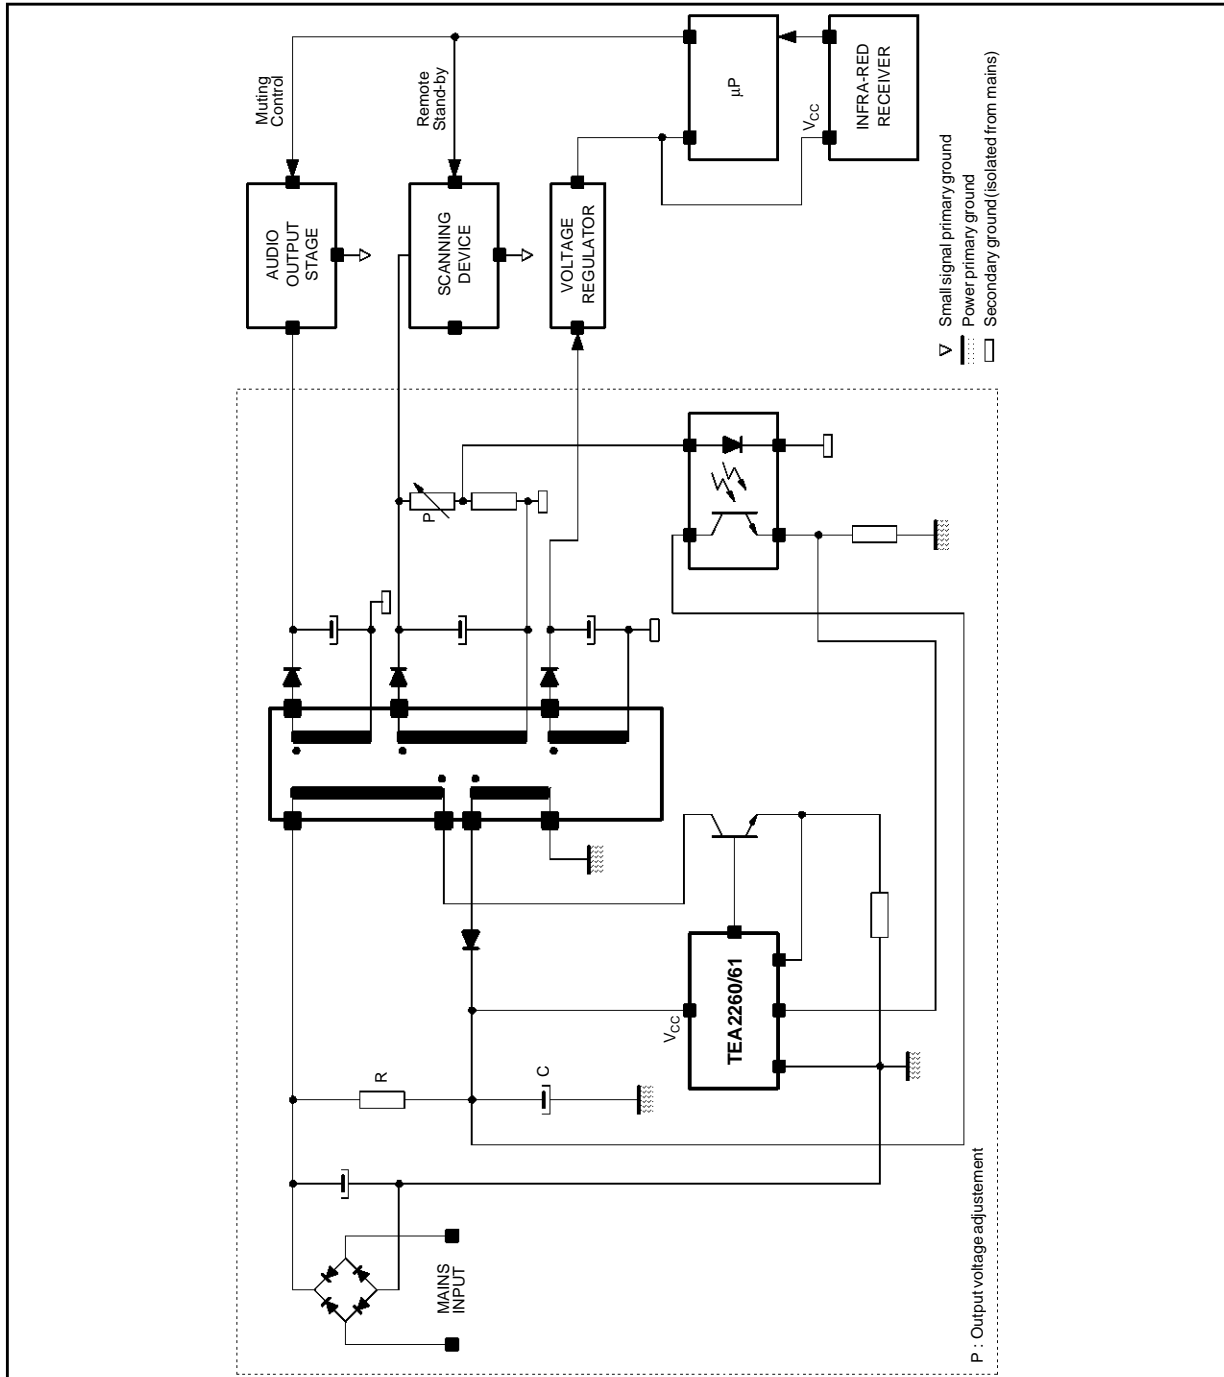 Muting
Control
Remote
Stand-by
µP
INFRA-RED
RECEIVER
VCC
AUDIO
OUTPUT
STAGE
SCANNING
DEVICE
VOLTAGE
REGULATOR
Small signal primary ground
Power primary ground
Secondary ground (isolated from mains)
P
R
C
VCC
TEA2260/61
MAINS
INPUT
P : Output voltage adjustement